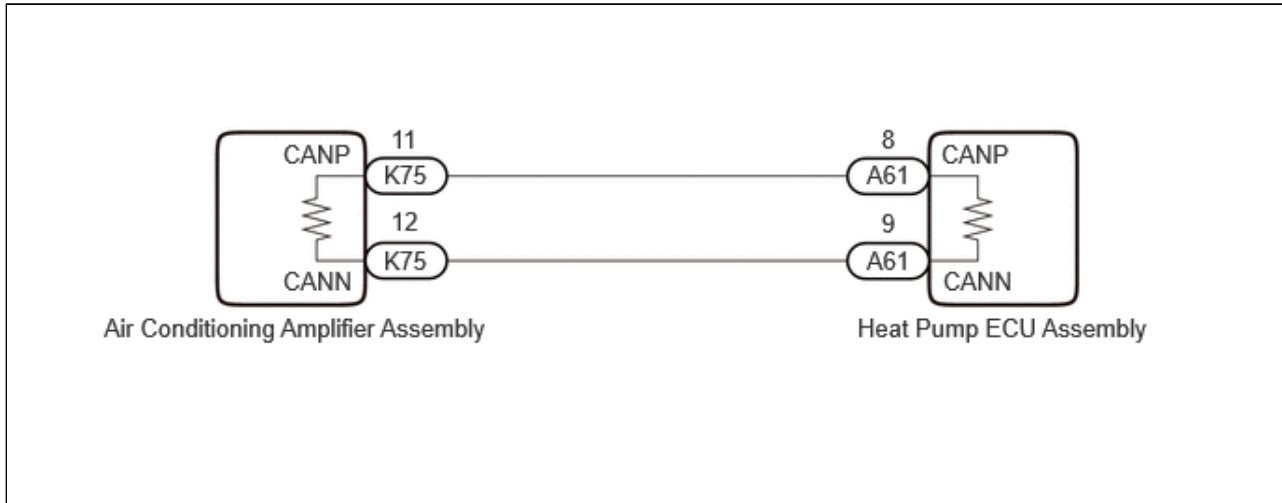 11
8
CANP
K75
A61
CANP
12
9
K75
A61
CANN
CANN
Air Conditioning Amplifier Assembly
Heat Pump ECU Assembly